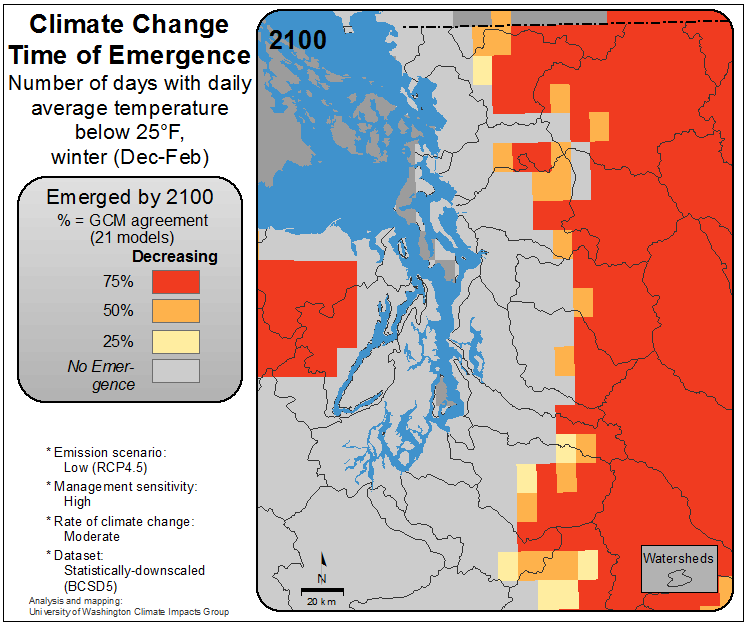 Climate Change
Time of Emergence
Number of days with daily
average temperature
below 25°F,
winter (Dec-Feb)
Emerged by 2100
% = GCM agreement
(21 models)
Decreasing
75%
50%
25%
No Emer-
gence
* Emission scenario:
Low (RCP4.5)
* Management sensitivity:
High
* Rate of climate change:
Moderate
* Dataset:
Statistically-downscaled
(BCSD5)
Analysis and mapping:
University of Washington Climate Impacts Group
2100
N
20 km
Watersheds